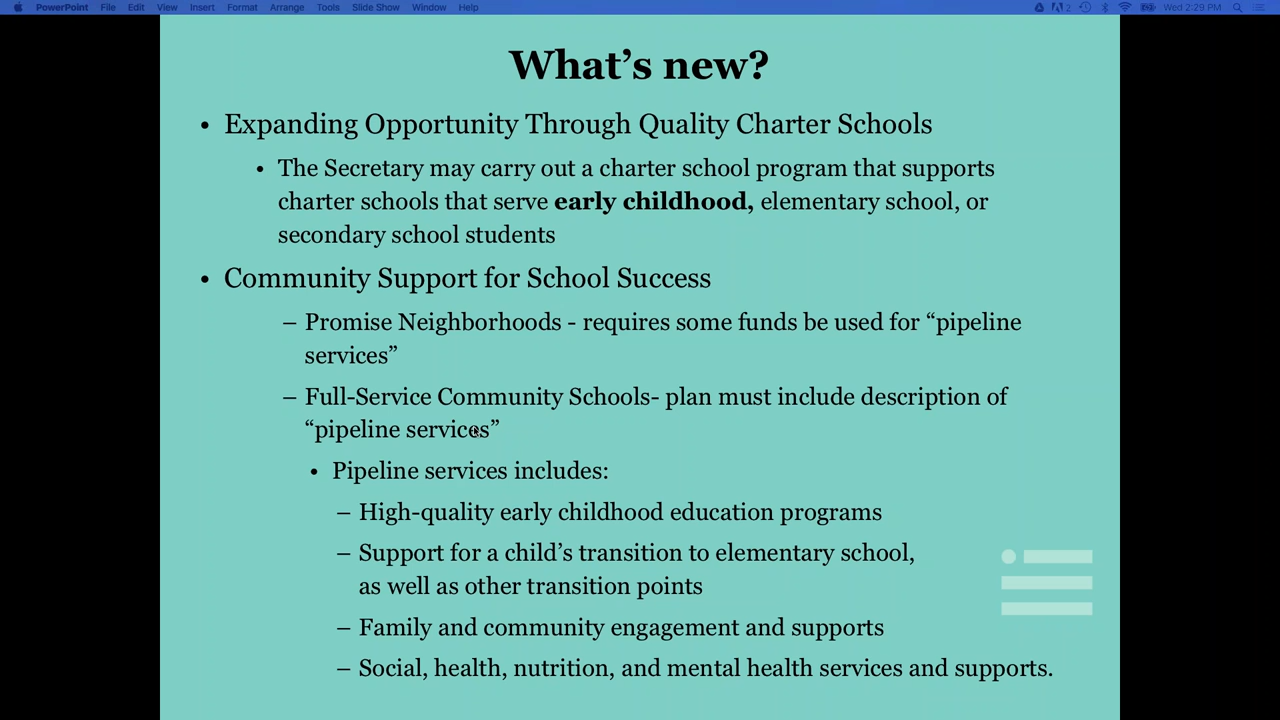 PowerPoint File Edit View Insert Format Arrange Tools Slide Show Window Help 2 Wed 2:29 PM
What’s new?
• Expanding Opportunity Through Quality Charter Schools
• The Secretary may carry out a charter school program that supports
charter schools that serve early childhood, elementary school, or
secondary school students
• Community Support for School Success
– Promise Neighborhoods - requires some funds be used for “pipeline
services”
– Full-Service Community Schools- plan must include description of
“pipeline services”
• Pipeline services includes:
– High-quality early childhood education programs
– Support for a child’s transition to elementary school,
as well as other transition points
– Family and community engagement and supports
– Social, health, nutrition, and mental health services and supports.